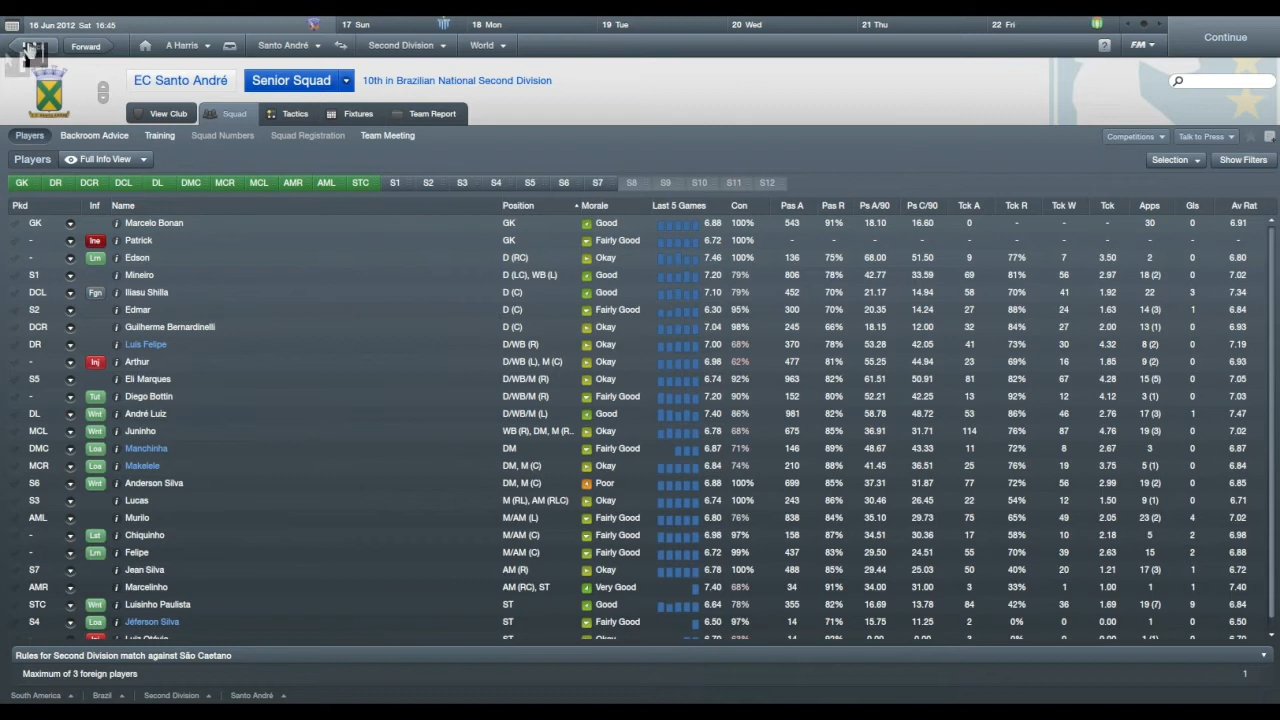 16 Jun 2012 Sat 16:45 17 Sun 18 Mon 19 Tue 20 Wed 21 Thu 22 Fri
Forward A Harris Santo André Second Division World ? FM Continue
EC Santo André Senior Squad 10th in Brazilian National Second Division
View Club Squad Tactics Fixtures Team Report
Players Backroom Advice Training Squad Numbers Squad Registration Team Meeting Competitions Talk to Press
Players Full Info View Selection Show Filters
GK DR DCR DCL DL DMC MCR MCL AMR AML STC S1 S2 S3 S4 S5 S6 S7 S8 S9 S10 S11 S12
Pkd Inf Name Position Morale Last 5 Games Con Pas A Pas R Ps A/90 Ps C/90 Tck A Tck R Tck W Tck Apps Gls Av Rat
GK i Marcelo Bonan GK Good 6.88 100% 543 91% 18.10 16.60 0 - - - 30 0 6.91
- Ine i Patrick GK Fairly Good 6.72 100% - - - - - - - - - - -
- Lrn i Edson D (RC) Okay 7.46 100% 136 75% 68.00 51.50 9 77% 7 3.50 2 0 6.80
S1 i Mineiro D (LC), WB (L) Good 7.20 79% 806 78% 42.77 33.59 69 81% 56 2.97 18 (2) 0 7.02
DCL Fgn i Iliasu Shilla D (C) Good 7.10 79% 452 70% 21.17 14.94 58 70% 41 1.92 22 3 7.34
S2 i Edmar D (C) Fairly Good 6.30 95% 300 70% 20.35 14.24 27 88% 24 1.63 14 (3) 1 6.84
DCR i Guilherme Bernardinelli D (C) Okay 7.04 98% 245 66% 18.15 12.00 32 84% 27 2.00 13 (1) 0 6.93
DR i Luís Felipe D/WB (R) Okay 7.00 68% 370 78% 53.28 42.05 41 73% 30 4.32 8 (2) 0 7.19
- Inj i Arthur D/WB (L), M (C) Okay 6.98 62% 477 81% 55.25 44.94 23 69% 16 1.85 9 (2) 0 6.93
S5 i Eli Marques D/WB/M (R) Okay 6.74 92% 963 82% 61.51 50.91 81 82% 67 4.28 15 (5) 0 7.05
- Tut i Diego Bottin D/WB/M (R) Fairly Good 7.20 90% 152 80% 52.21 42.25 13 92% 12 4.12 3 (1) 0 7.03
DL Wnt i André Luiz D/WB/M (L) Good 7.40 86% 981 82% 58.78 48.72 53 86% 46 2.76 17 (3) 1 7.47
MCL Wnt i Juninho WB (R), DM, M (R... Okay 6.78 68% 675 85% 36.91 31.71 114 76% 87 4.76 19 (3) 0 7.02
DMC Loa i Manchinha DM Fairly Good 6.88 71% 146 89% 48.67 43.33 11 72% 8 2.67 3 0 6.87
MCR Loa i Makelele DM, M (C) Okay 6.84 74% 210 88% 41.45 36.51 25 76% 19 3.75 5 (1) 0 6.84
S6 Wnt i Anderson Silva DM, M (C) Poor 6.88 100% 699 85% 37.31 31.87 77 72% 56 2.99 19 (2) 0 6.85
S3 i Lucas M (RL), AM (RLC) Okay 6.74 100% 243 86% 30.46 26.45 22 54% 12 1.50 9 (1) 0 6.71
AML i Murilo M/AM (L) Fairly Good 6.80 76% 838 84% 35.10 29.73 75 65% 49 2.05 23 (2) 4 7.02
- Lst i Chiquinho M/AM (C) Fairly Good 6.98 97% 158 87% 34.51 30.36 17 58% 10 2.18 5 2 6.98
- Lrn i Felipe M/AM (C) Fairly Good 6.72 99% 437 83% 29.50 24.51 55 70% 39 2.63 15 2 6.88
S7 i Jean Silva AM (R) Okay 6.78 100% 488 85% 29.44 25.03 50 40% 20 1.21 17 (3) 1 6.72
AMR i Marcelinho AM (RC), ST Very Good 7.40 68% 34 91% 34.00 31.00 3 33% 1 1.00 1 1 7.40
STC Wnt i Luisinho Paulista ST Good 6.64 78% 355 82% 16.69 13.78 84 42% 36 1.69 19 (7) 9 6.84
S4 Loa i Jéferson Silva ST Fairly Good 6.50 97% 14 71% 15.75 11.25 2 0% 0 0.00 1 0 6.50
Rules for Second Division match against São Caetano
Maximum of 3 foreign players 1
South America Brazil Second Division Santo André